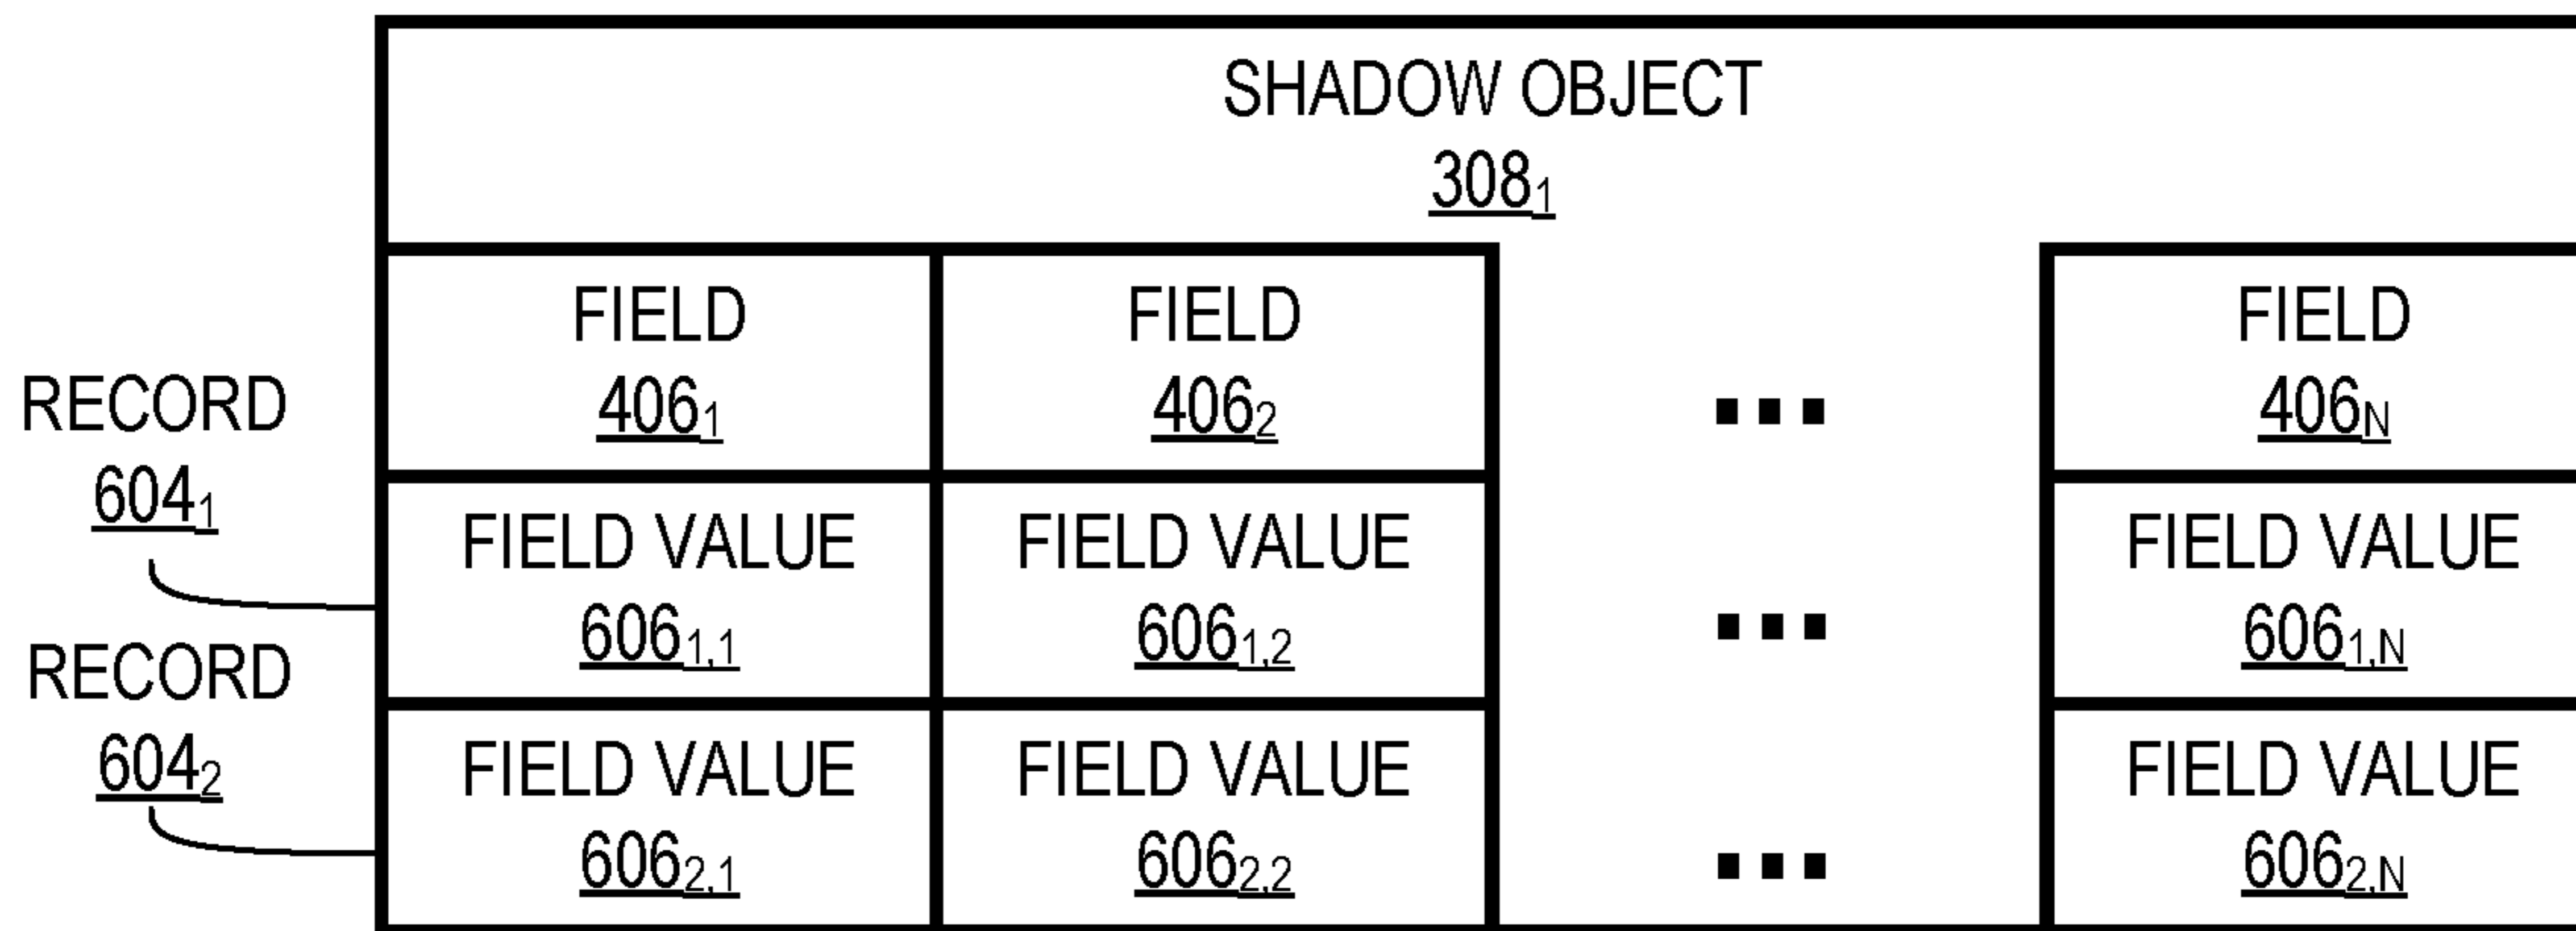 SHADOW OBJECT
308₁
FIELD FIELD FIELD
406₁ 406₂ ... 406N
RECORD
604₁
FIELD VALUE FIELD VALUE FIELD VALUE
606₁,₁ 606₁,₂ ... 606₁,N
RECORD
604₂
FIELD VALUE FIELD VALUE FIELD VALUE
606₂,₁ 606₂,₂ ... 606₂,N